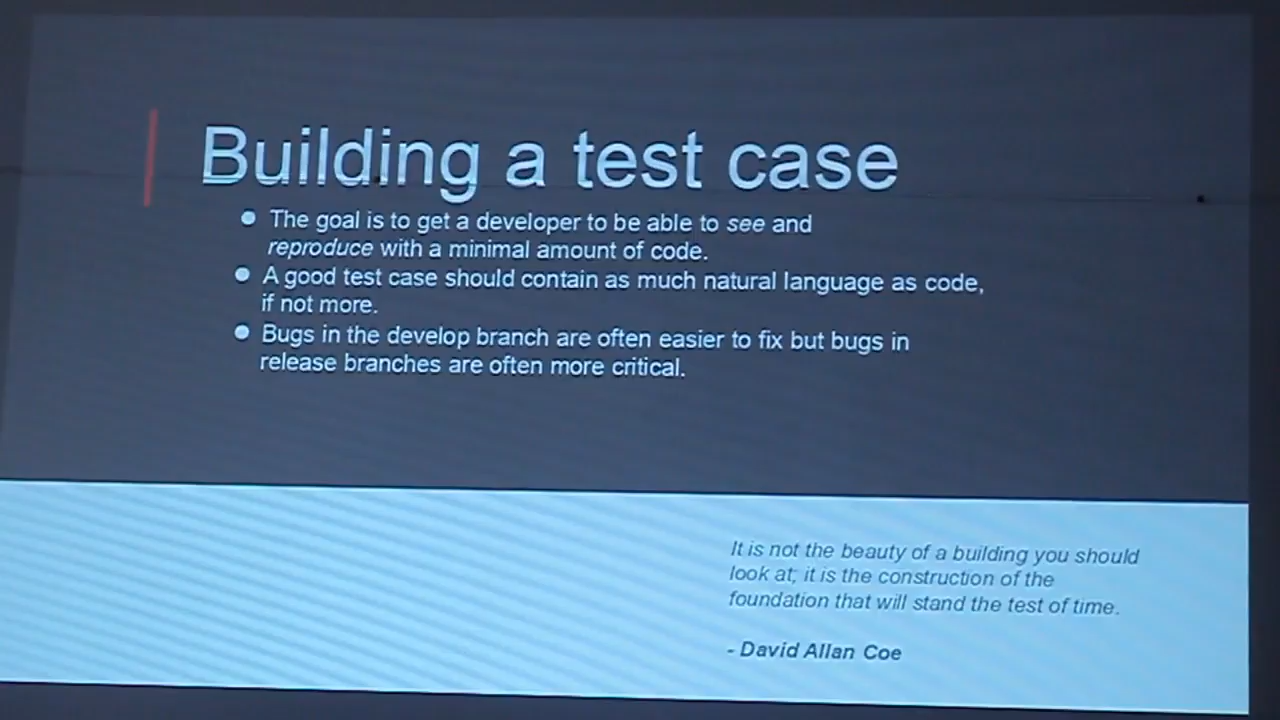 Building a test case
The goal is to get a developer to be able to see and
reproduce with a minimal amount of code.
A good test case should contain as much natural language as code,
if not more.
Bugs in the develop branch are often easier to fix but bugs in
release branches are often more critical.
It is not the beauty of a building you should
look at; it is the construction of the
foundation that will stand the test of time.
- David Allan Coe